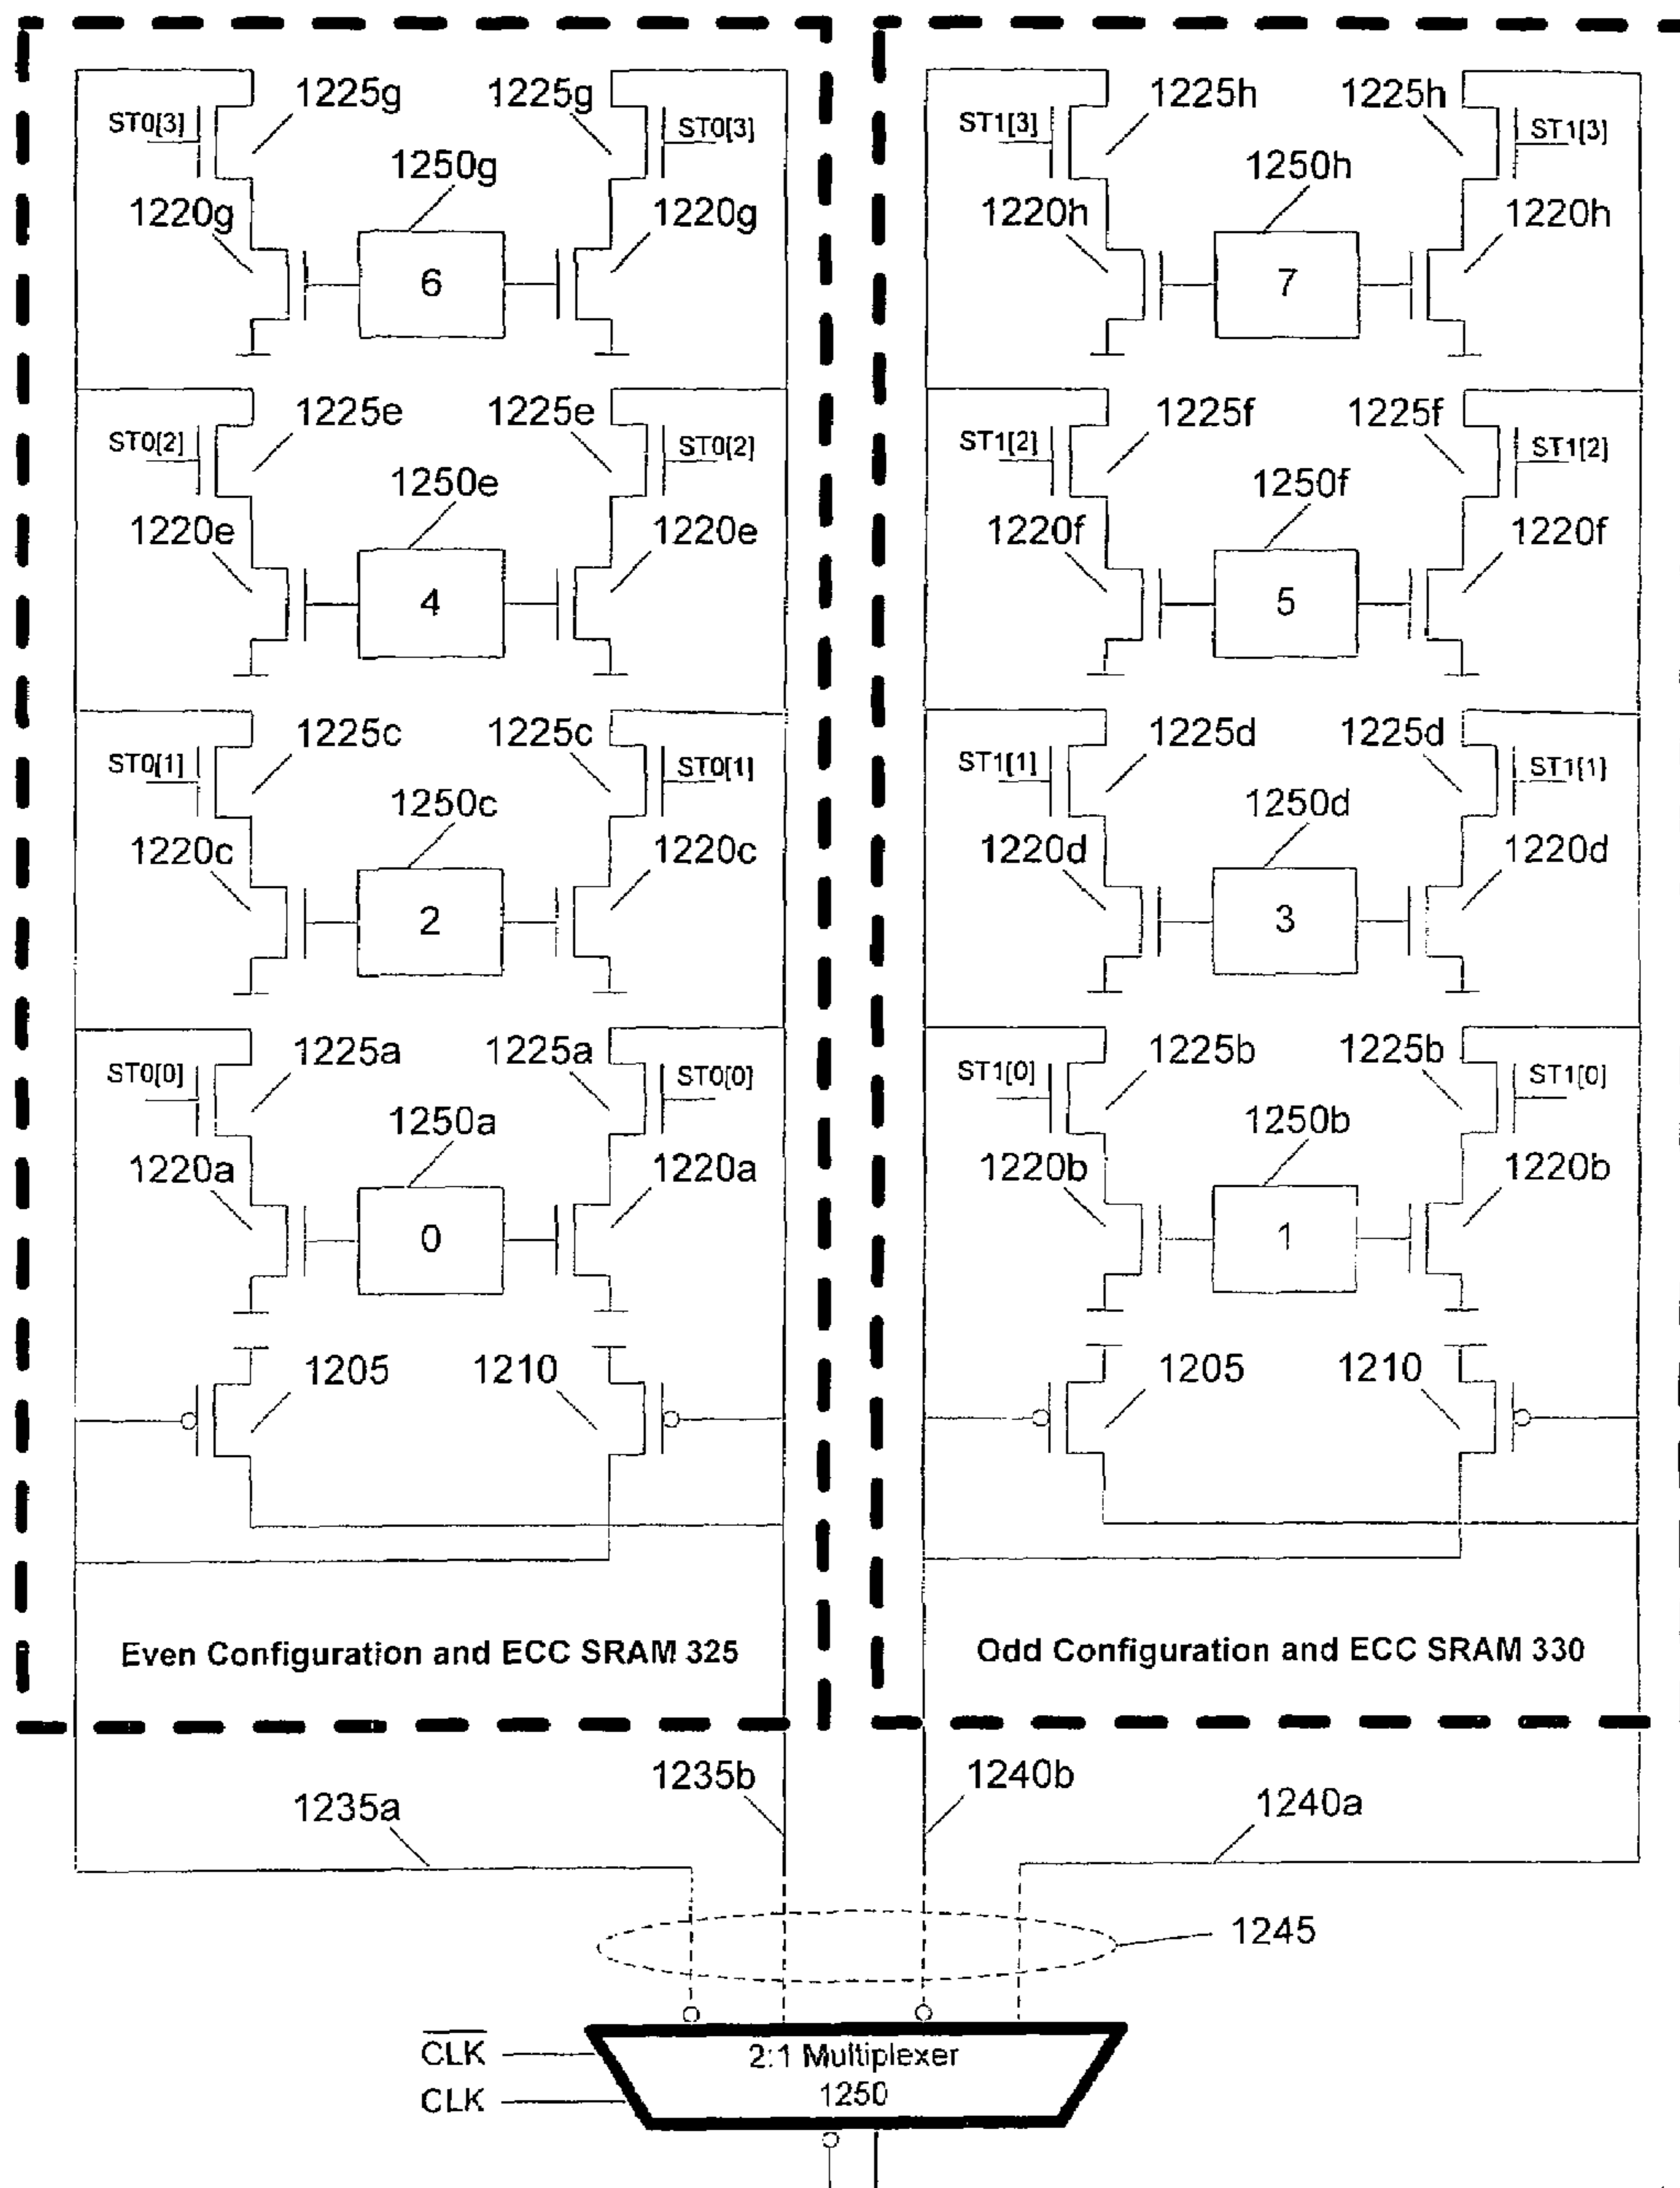 1225g 1225g 1225h 1225h
ST0[3] ST0[3] ST1[3] ST1[3]
1250g 1250h
1220g 1220g 1220h 1220h
6 7
1225e 1225e 1225f 1225f
ST0[2] ST0[2] ST1[2] ST1[2]
1250e 1250f
1220e 1220e 1220f 1220f
4 5
1225c 1225c 1225d 1225d
ST0[1] ST0[1] ST1[1] ST1[1]
1250c 1250d
1220c 1220c 1220d 1220d
2 3
1225a 1225a 1225b 1225b
ST0[0] ST0[0] ST1[0] ST1[0]
1250a 1250b
1220a 1220a 1220b 1220b
0 1
1205 1210 1205 1210
Even Configuration and ECC SRAM 325 Odd Configuration and ECC SRAM 330
1235b 1240b
1235a 1240a
1245
CLK 2:1 Multiplexer
CLK 1250